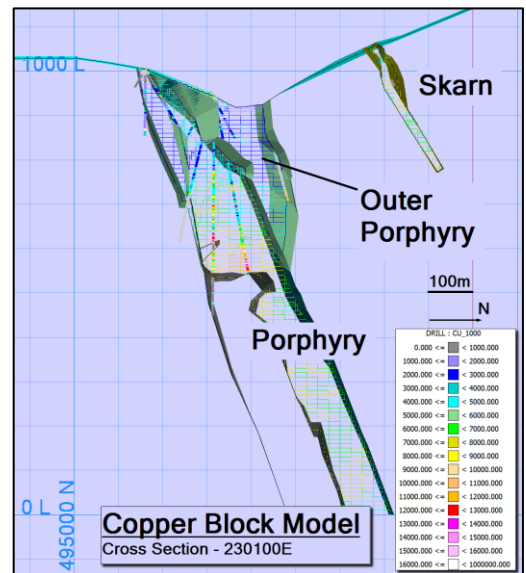 1000 L
Skarn
Outer
Porphyry
100m
N
Porphyry
DRILL : CU_1000
0.000 <= < 1000.000
1000.000 <= < 2000.000
2000.000 <= < 3000.000
3000.000 <= < 4000.000
4000.000 <= < 5000.000
5000.000 <= < 6000.000
6000.000 <= < 7000.000
7000.000 <= < 8000.000
8000.000 <= < 9000.000
9000.000 <= < 10000.000
10000.000 <= < 11000.000
11000.000 <= < 12000.000
12000.000 <= < 13000.000
13000.000 <= < 14000.000
14000.000 <= < 15000.000
15000.000 <= < 16000.000
16000.000 <= < 1000000.000
0 L
495000 N
Copper Block Model
Cross Section - 230100E